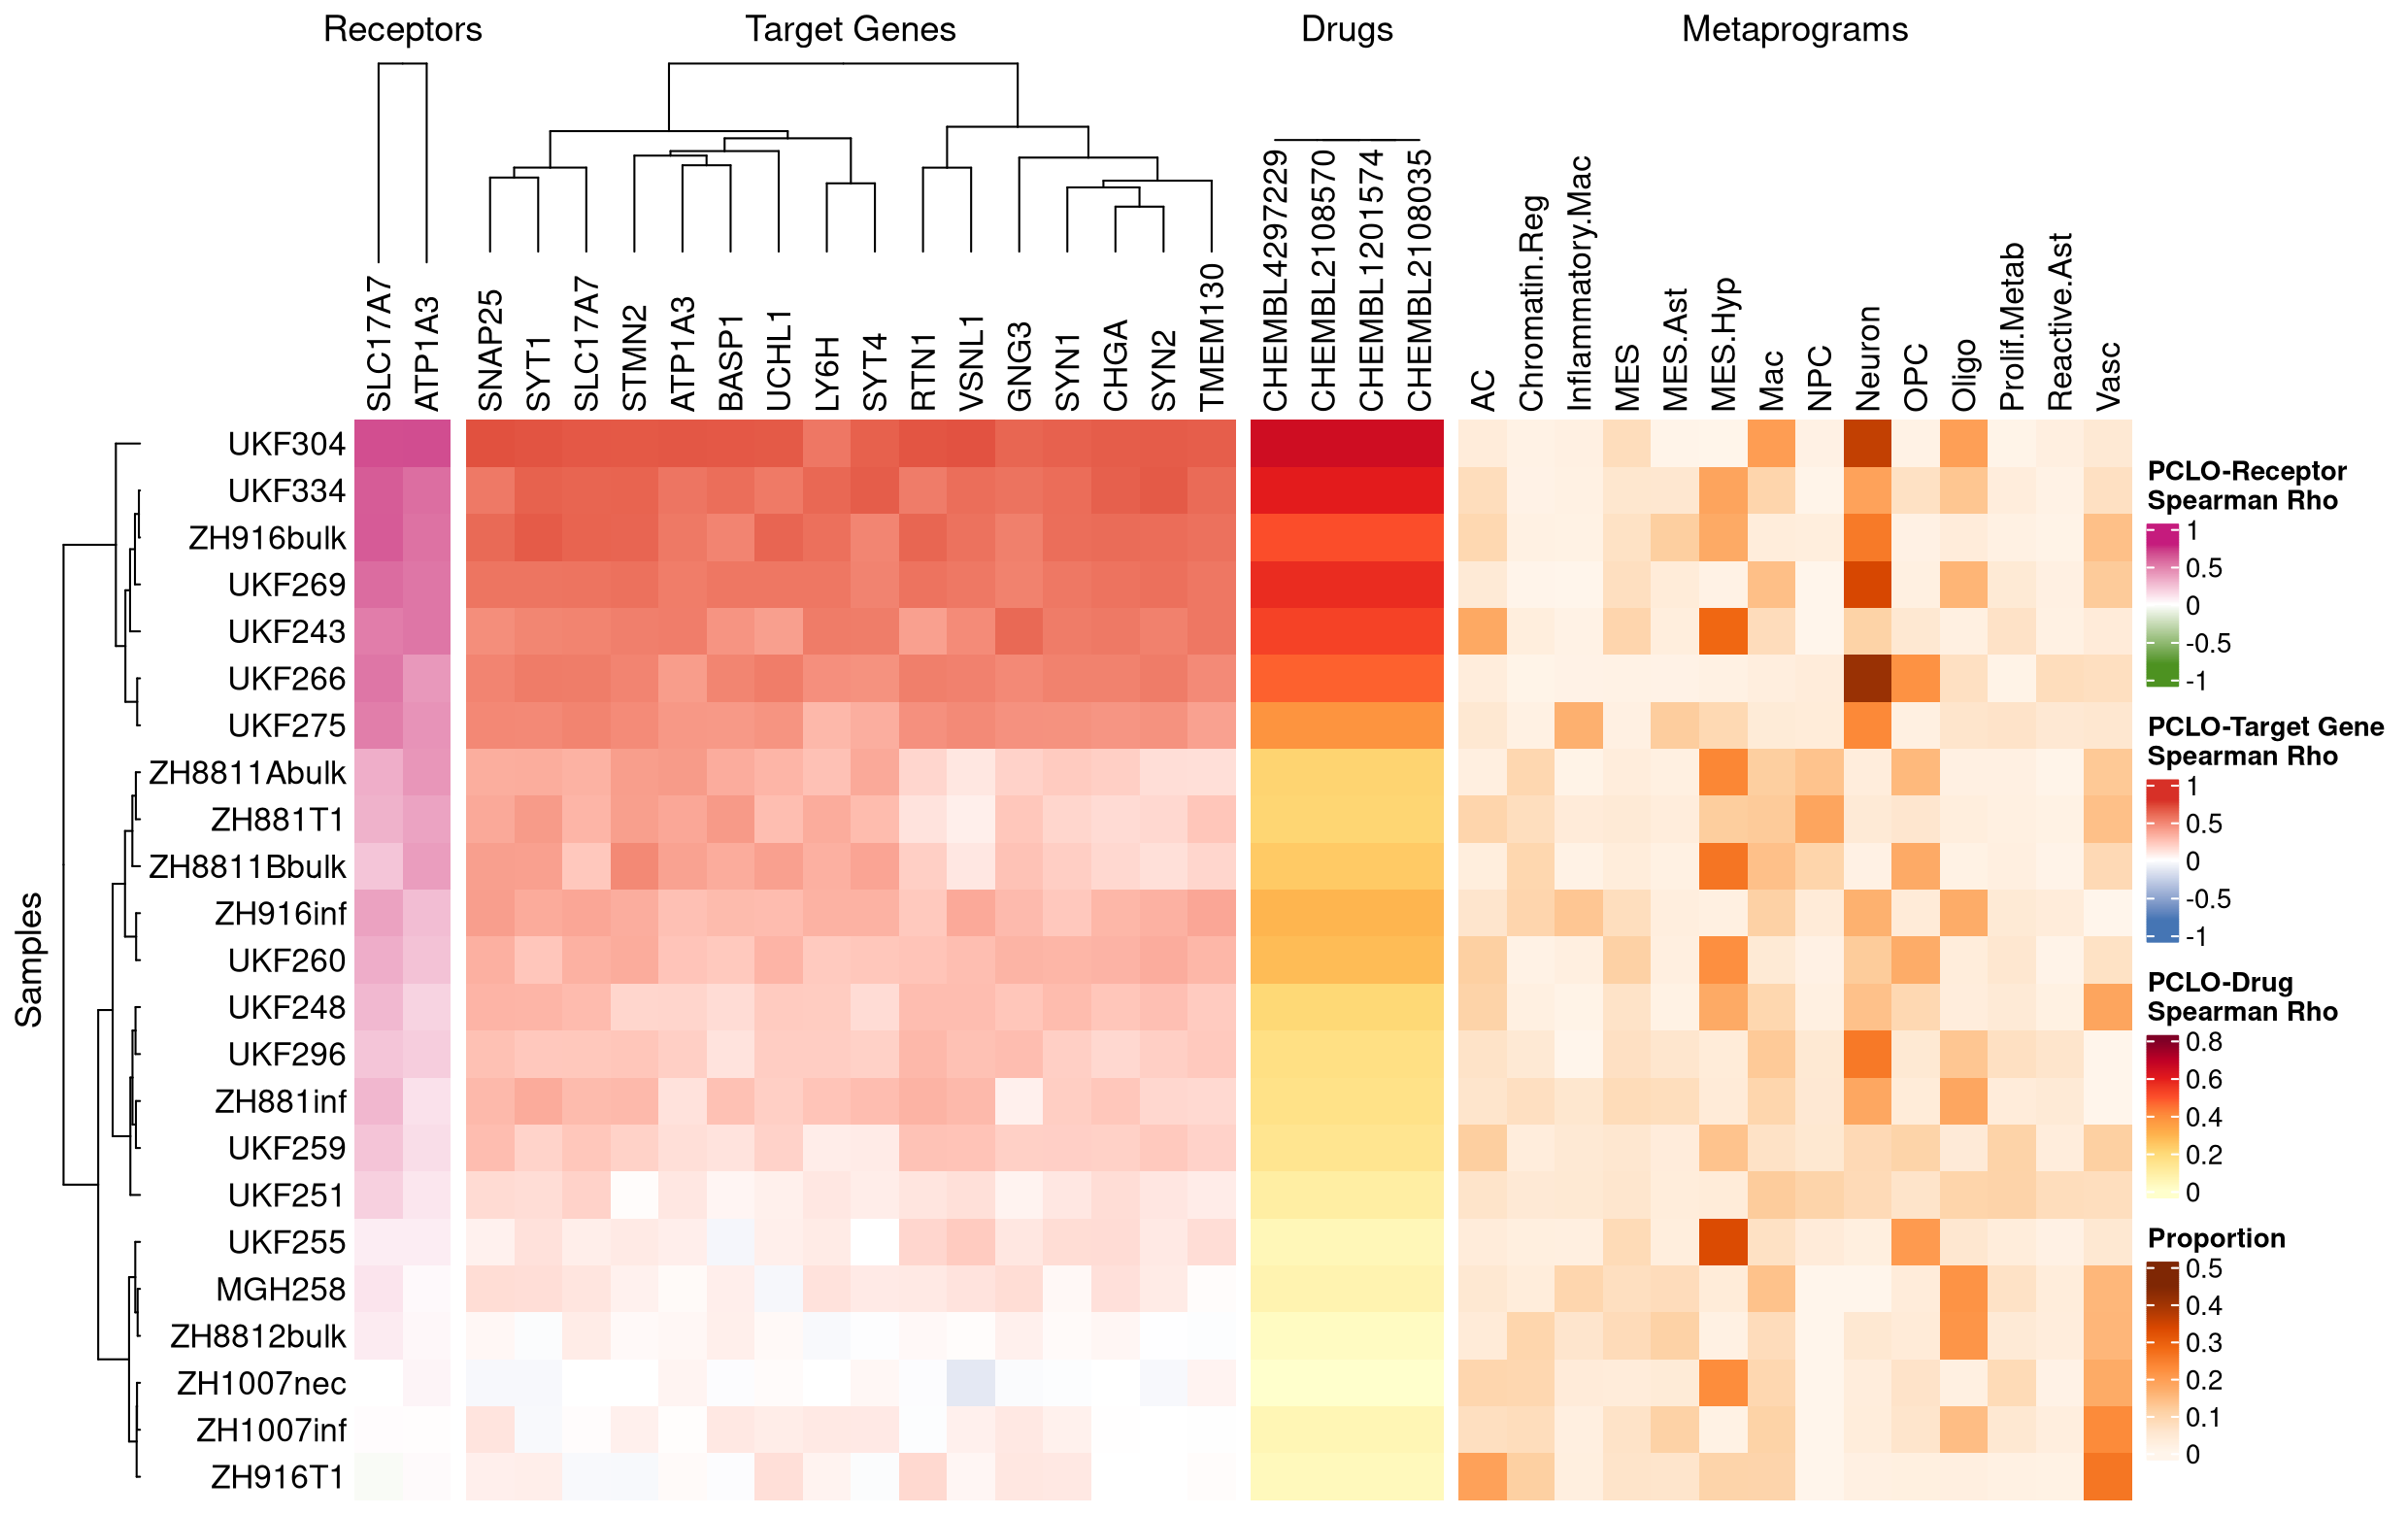 Receptors
Target Genes
Drugs
Metaprograms
SLC17A7
ATP1A3
SNAP25
SYT1
SLC17A7
STMN2
ATP1A3
BASP1
UCHL1
LY6H
SYT4
RTN1
VSNL1
GNG3
SYN1
CHGA
SYN2
TMEM130
CHEMBL4297229
CHEMBL2108570
CHEMBL1201574
CHEMBL2108035
AC
Chromatin.Reg
Inflammatory.Mac
MES
MES.Ast
MES.Hyp
Mac
NPC
Neuron
OPC
Oligo
Prolif.Metab
Reactive.Ast
Vasc
Samples
UKF304
UKF334
ZH916bulk
UKF269
UKF243
UKF266
UKF275
ZH8811Abulk
ZH881T1
ZH8811Bbulk
ZH916inf
UKF260
UKF248
UKF296
ZH881inf
UKF259
UKF251
UKF255
MGH258
ZH8812bulk
ZH1007nec
ZH1007inf
ZH916T1
PCLO-Receptor
Spearman Rho
1
0.5
0
-0.5
-1
PCLO-Target Gene
Spearman Rho
1
0.5
0
-0.5
-1
PCLO-Drug
Spearman Rho
0.8
0.6
0.4
0.2
0
Proportion
0.5
0.4
0.3
0.2
0.1
0